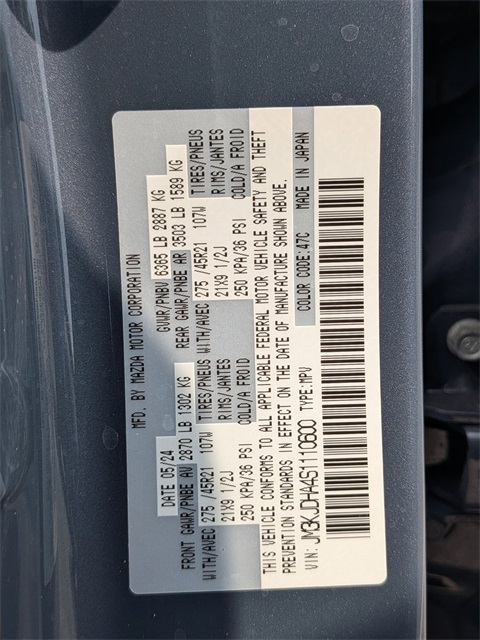 MFD. BY MAZDA MOTOR CORPORATION
DATE 05/24 GVWR/PNBV 6365 LB 2887 KG
FRONT GAWR/PNBE AV 2870 LB 1302 KG REAR GAWR/PNBE AR 3503 LB 1589 KG
WITH/AVEC 275 /45R21 107W TIRES/PNEUS WITH/AVEC 275 /45R21 107W TIRES/PNEUS
21X9 1/2J RIMS/JANTES 21X9 1/2J RIMS/JANTES
250 KPA/36 PSI COLD/A FROID 250 KPA/36 PSI COLD/A FROID
THIS VEHICLE CONFORMS TO ALL APPLICABLE FEDERAL MOTOR VEHICLE SAFETY AND THEFT
PREVENTION STANDARDS IN EFFECT ON THE DATE OF MANUFACTURE SHOWN ABOVE.
VIN: JM3KJDHA4S1110600 TYPE: MPV COLOR CODE: 47C MADE IN JAPAN